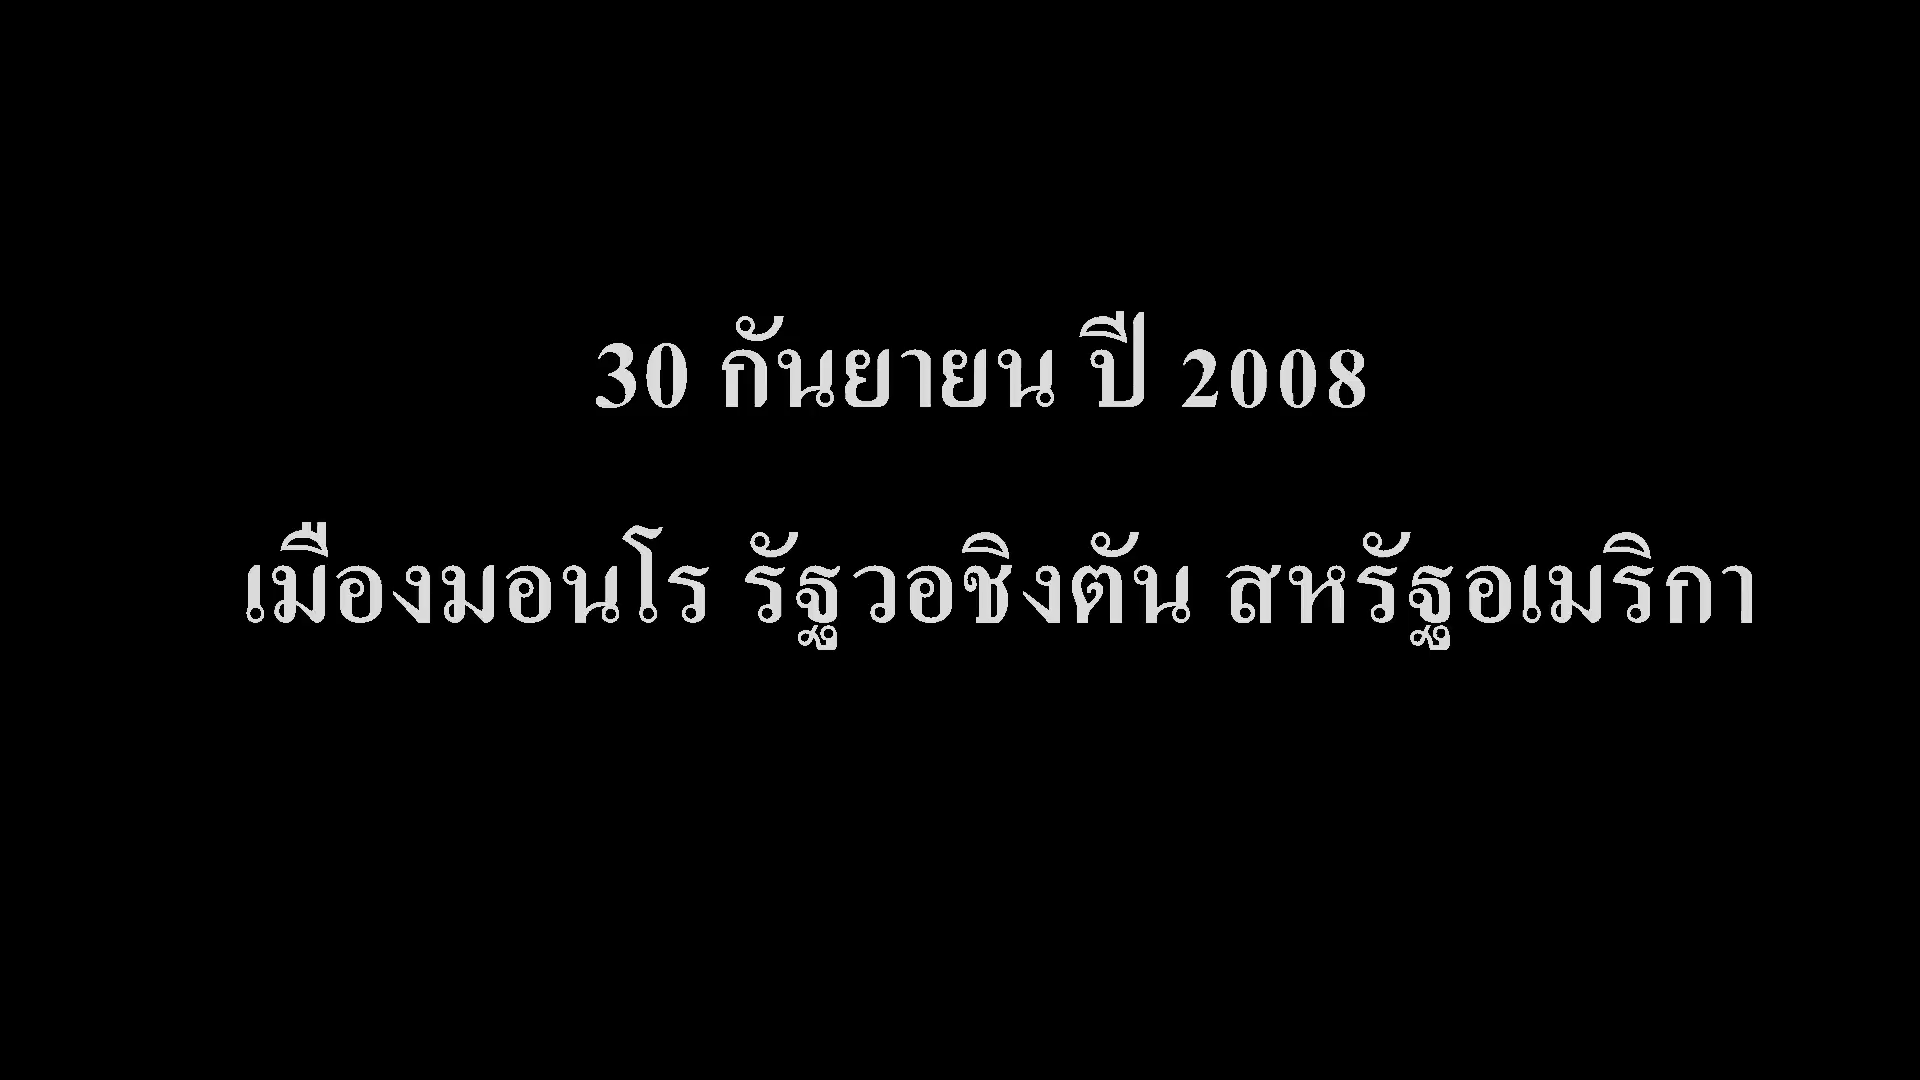 30 กันยายน ปี 2008
เมืองมอนโร รัฐวอชิงตัน สหรัฐอเมริกา